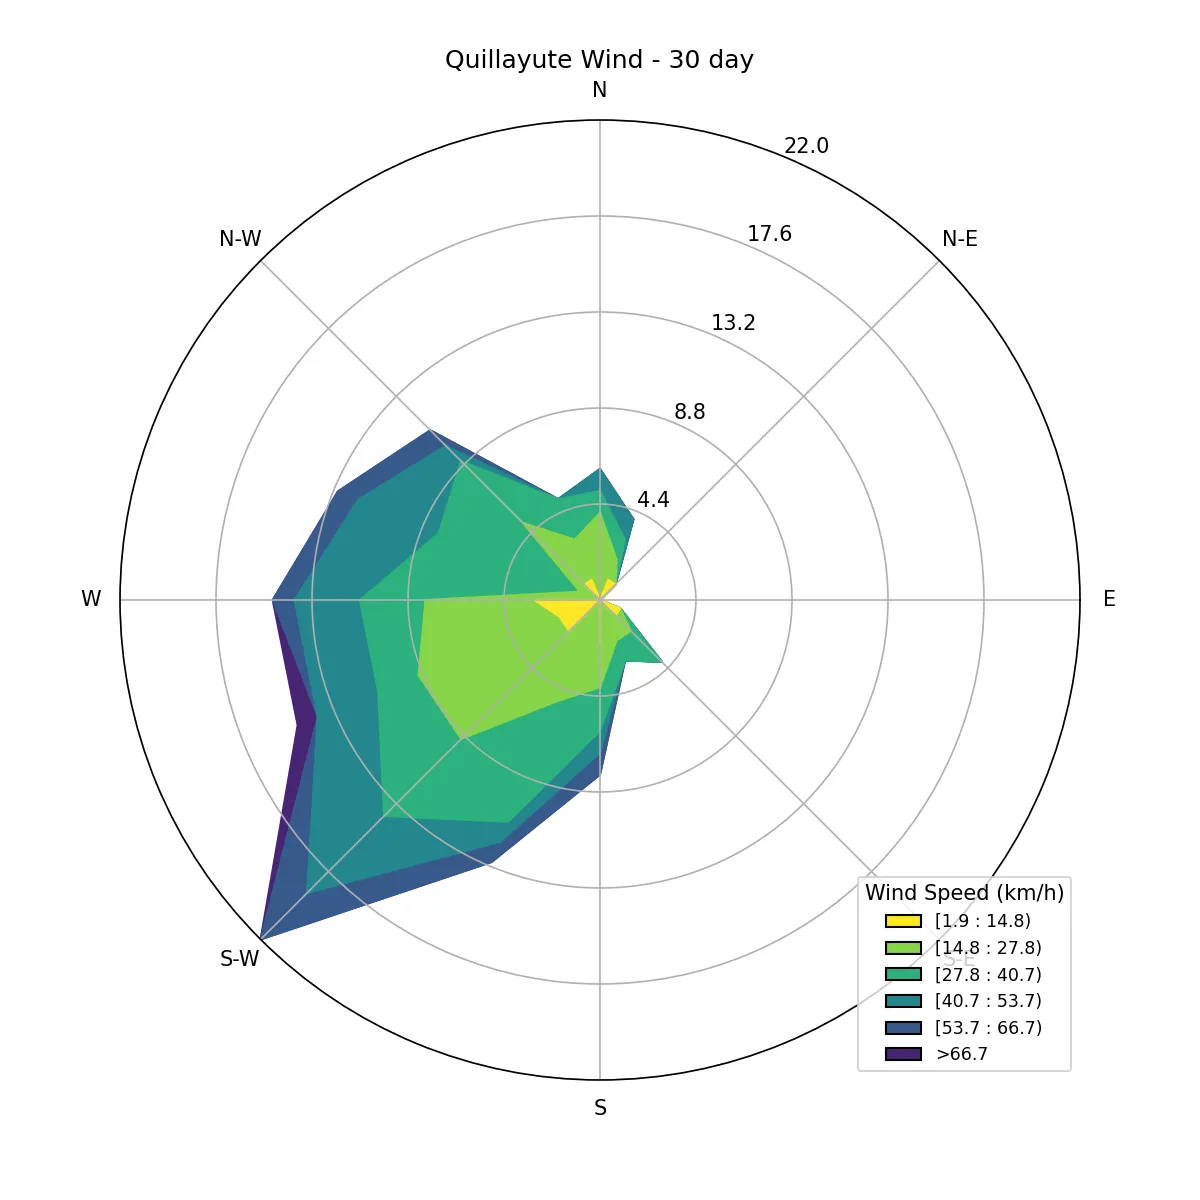 Quillayute Wind - 30 day
N
22.0
N-W
17.6
N-E
13.2
8.8
4.4
W
E
S-W
S-E
S
Wind Speed (km/h)
[1.9 : 14.8)
[14.8 : 27.8)
[27.8 : 40.7)
[40.7 : 53.7)
[53.7 : 66.7)
>66.7